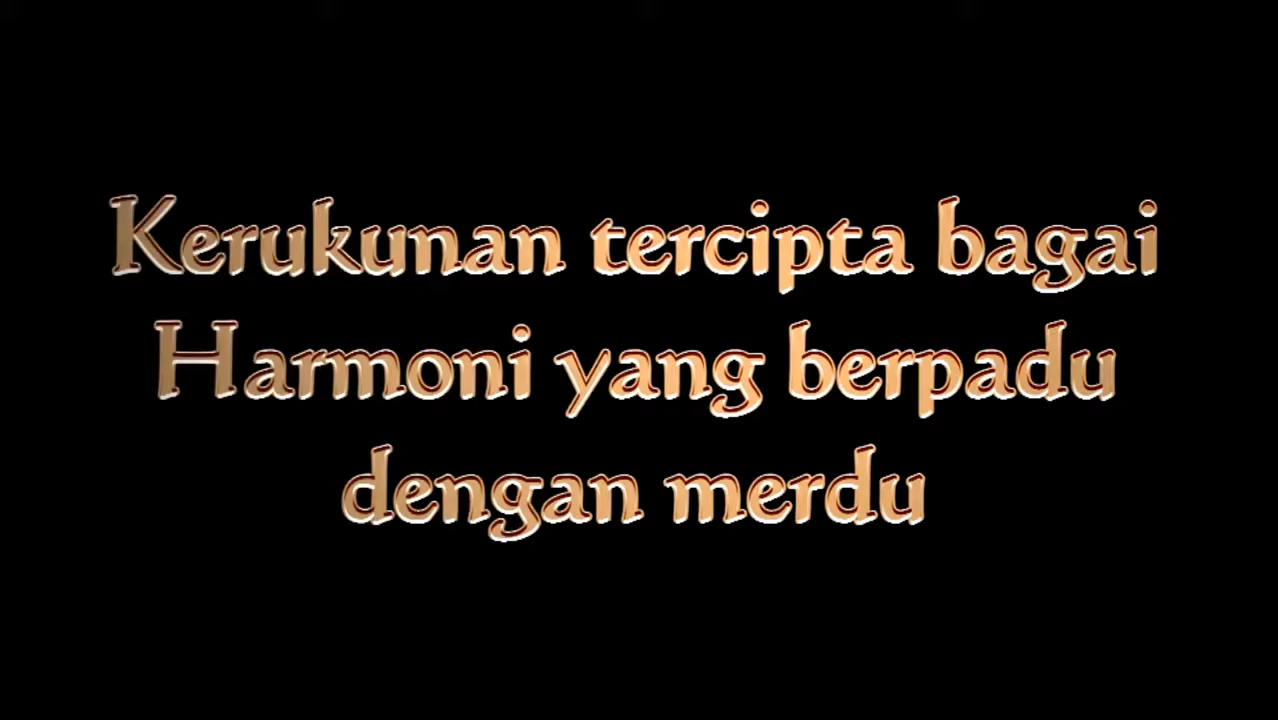 Kerukunan tercipta bagai
Harmoni yang berpadu
dengan merdu